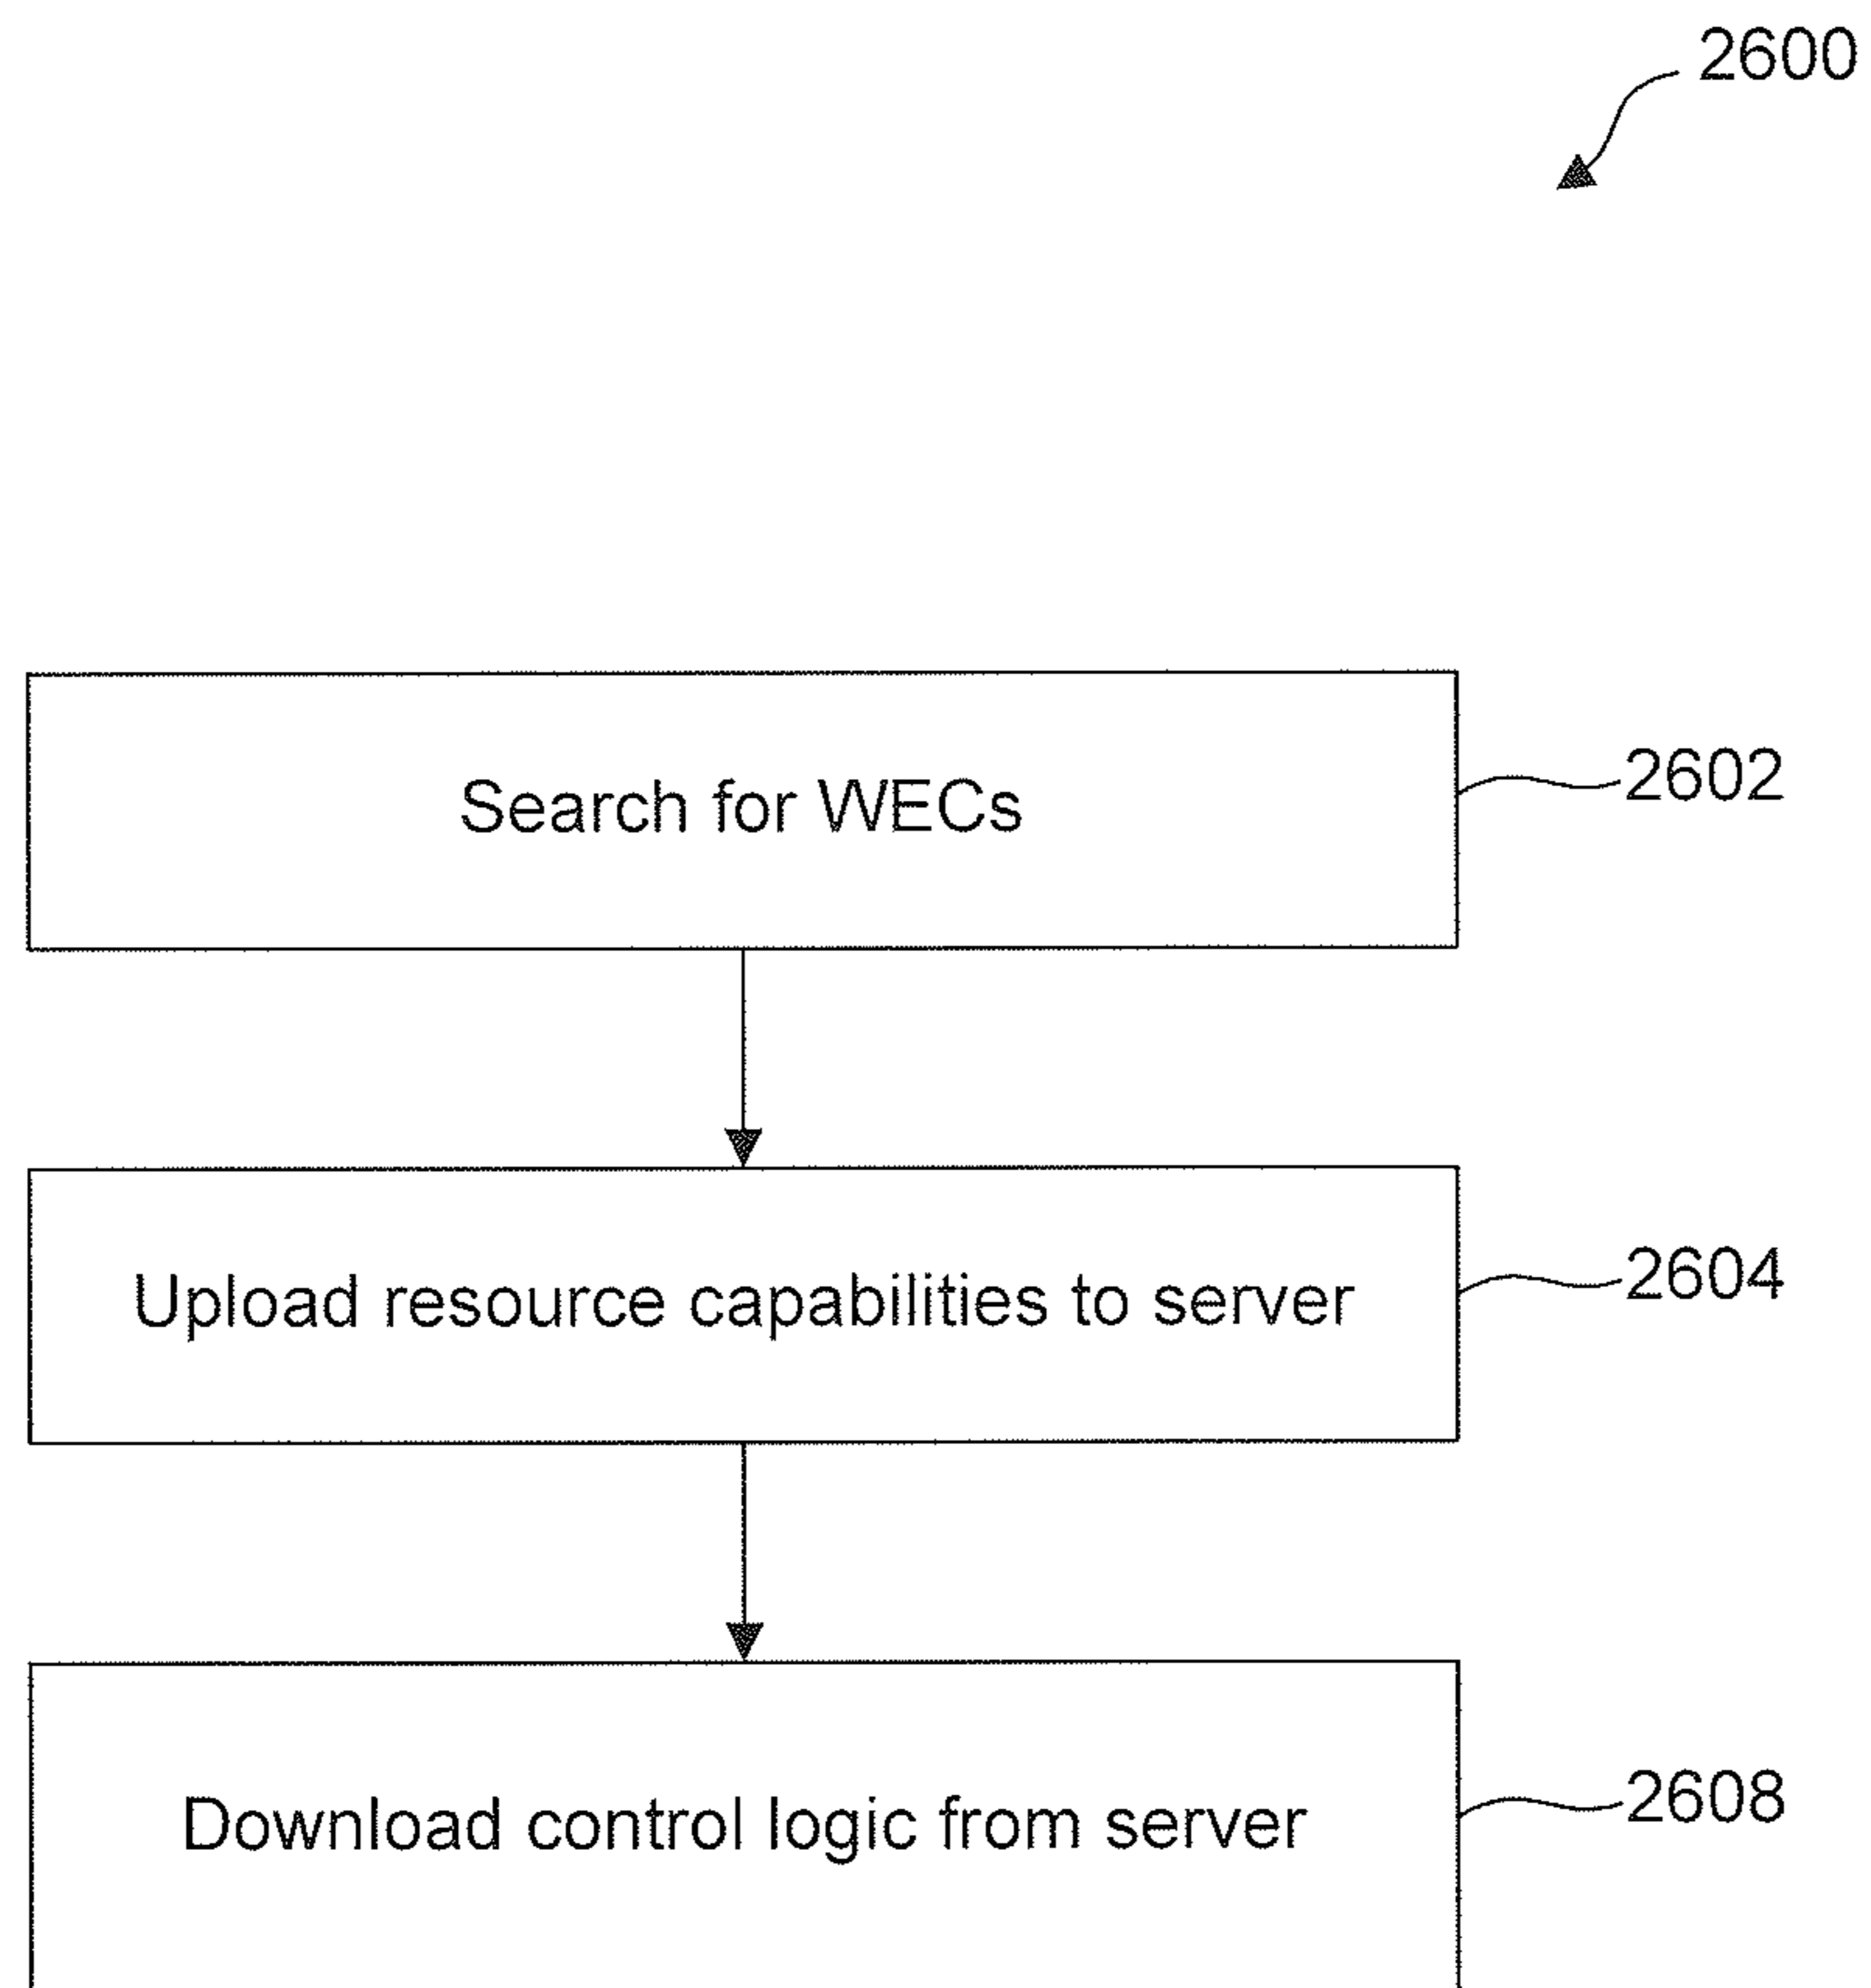 2600
Search for WECs
2602
Upload resource capabilities to server
2604
Download control logic from server
2608